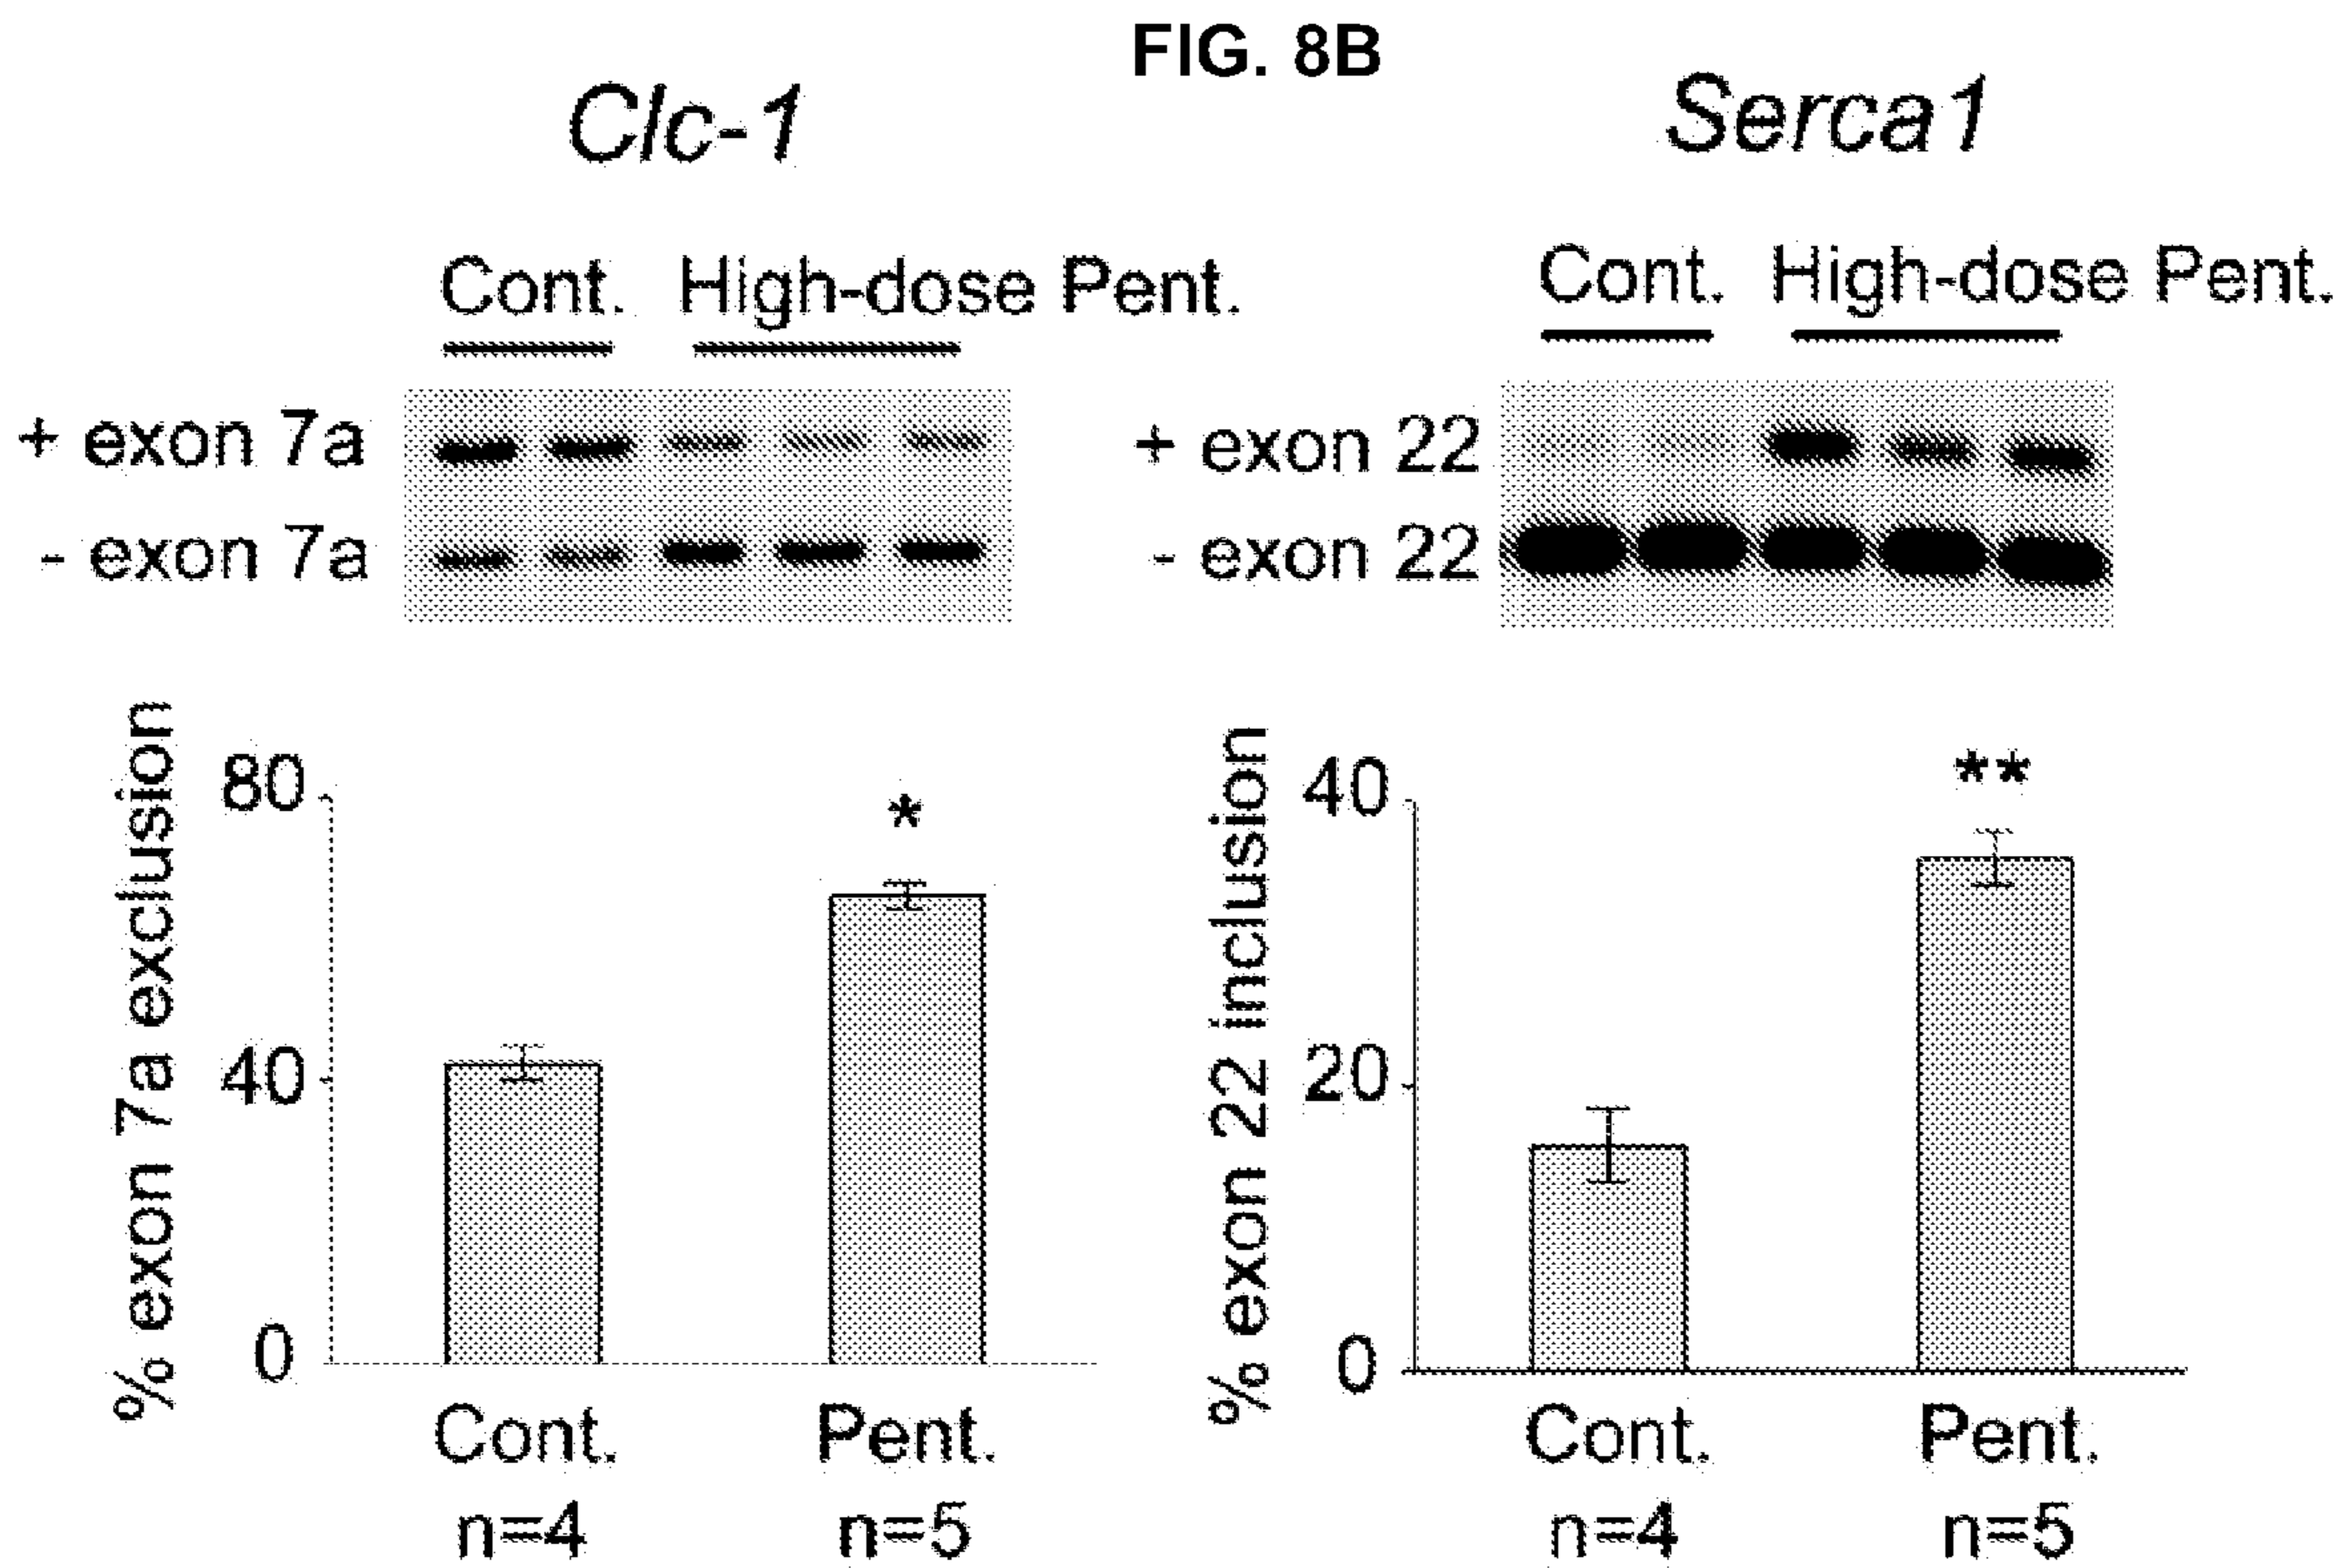 FIG. 8B
Clc-1
Cont. High-dose Pent.
+ exon 7a
- exon 7a
% exon 7a exclusion
80
40
0
*
Cont. Pent.
n=4 n=5
Serca1
Cont. High-dose Pent.
+ exon 22
- exon 22
% exon 22 inclusion
40
20
0
**
Cont. Pent.
n=4 n=5